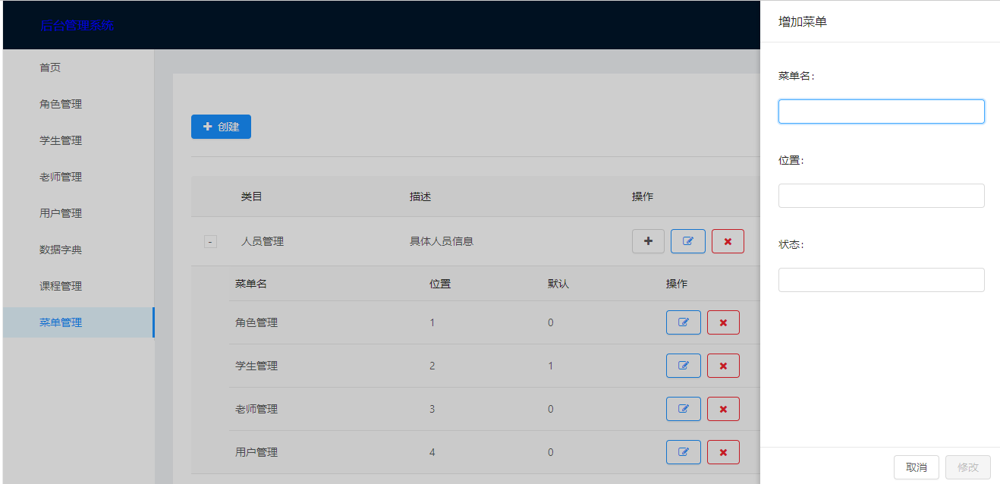 后台管理系统
首页
角色管理
学生管理
老师管理
用户管理
数据字典
课程管理
菜单管理
创建
类目 描述 操作
- 人员管理 具体人员信息
菜单名 位置 默认 操作
角色管理 1 0
学生管理 2 1
老师管理 3 0
用户管理 4 0
增加菜单
菜单名:
位置:
状态:
取消 修改